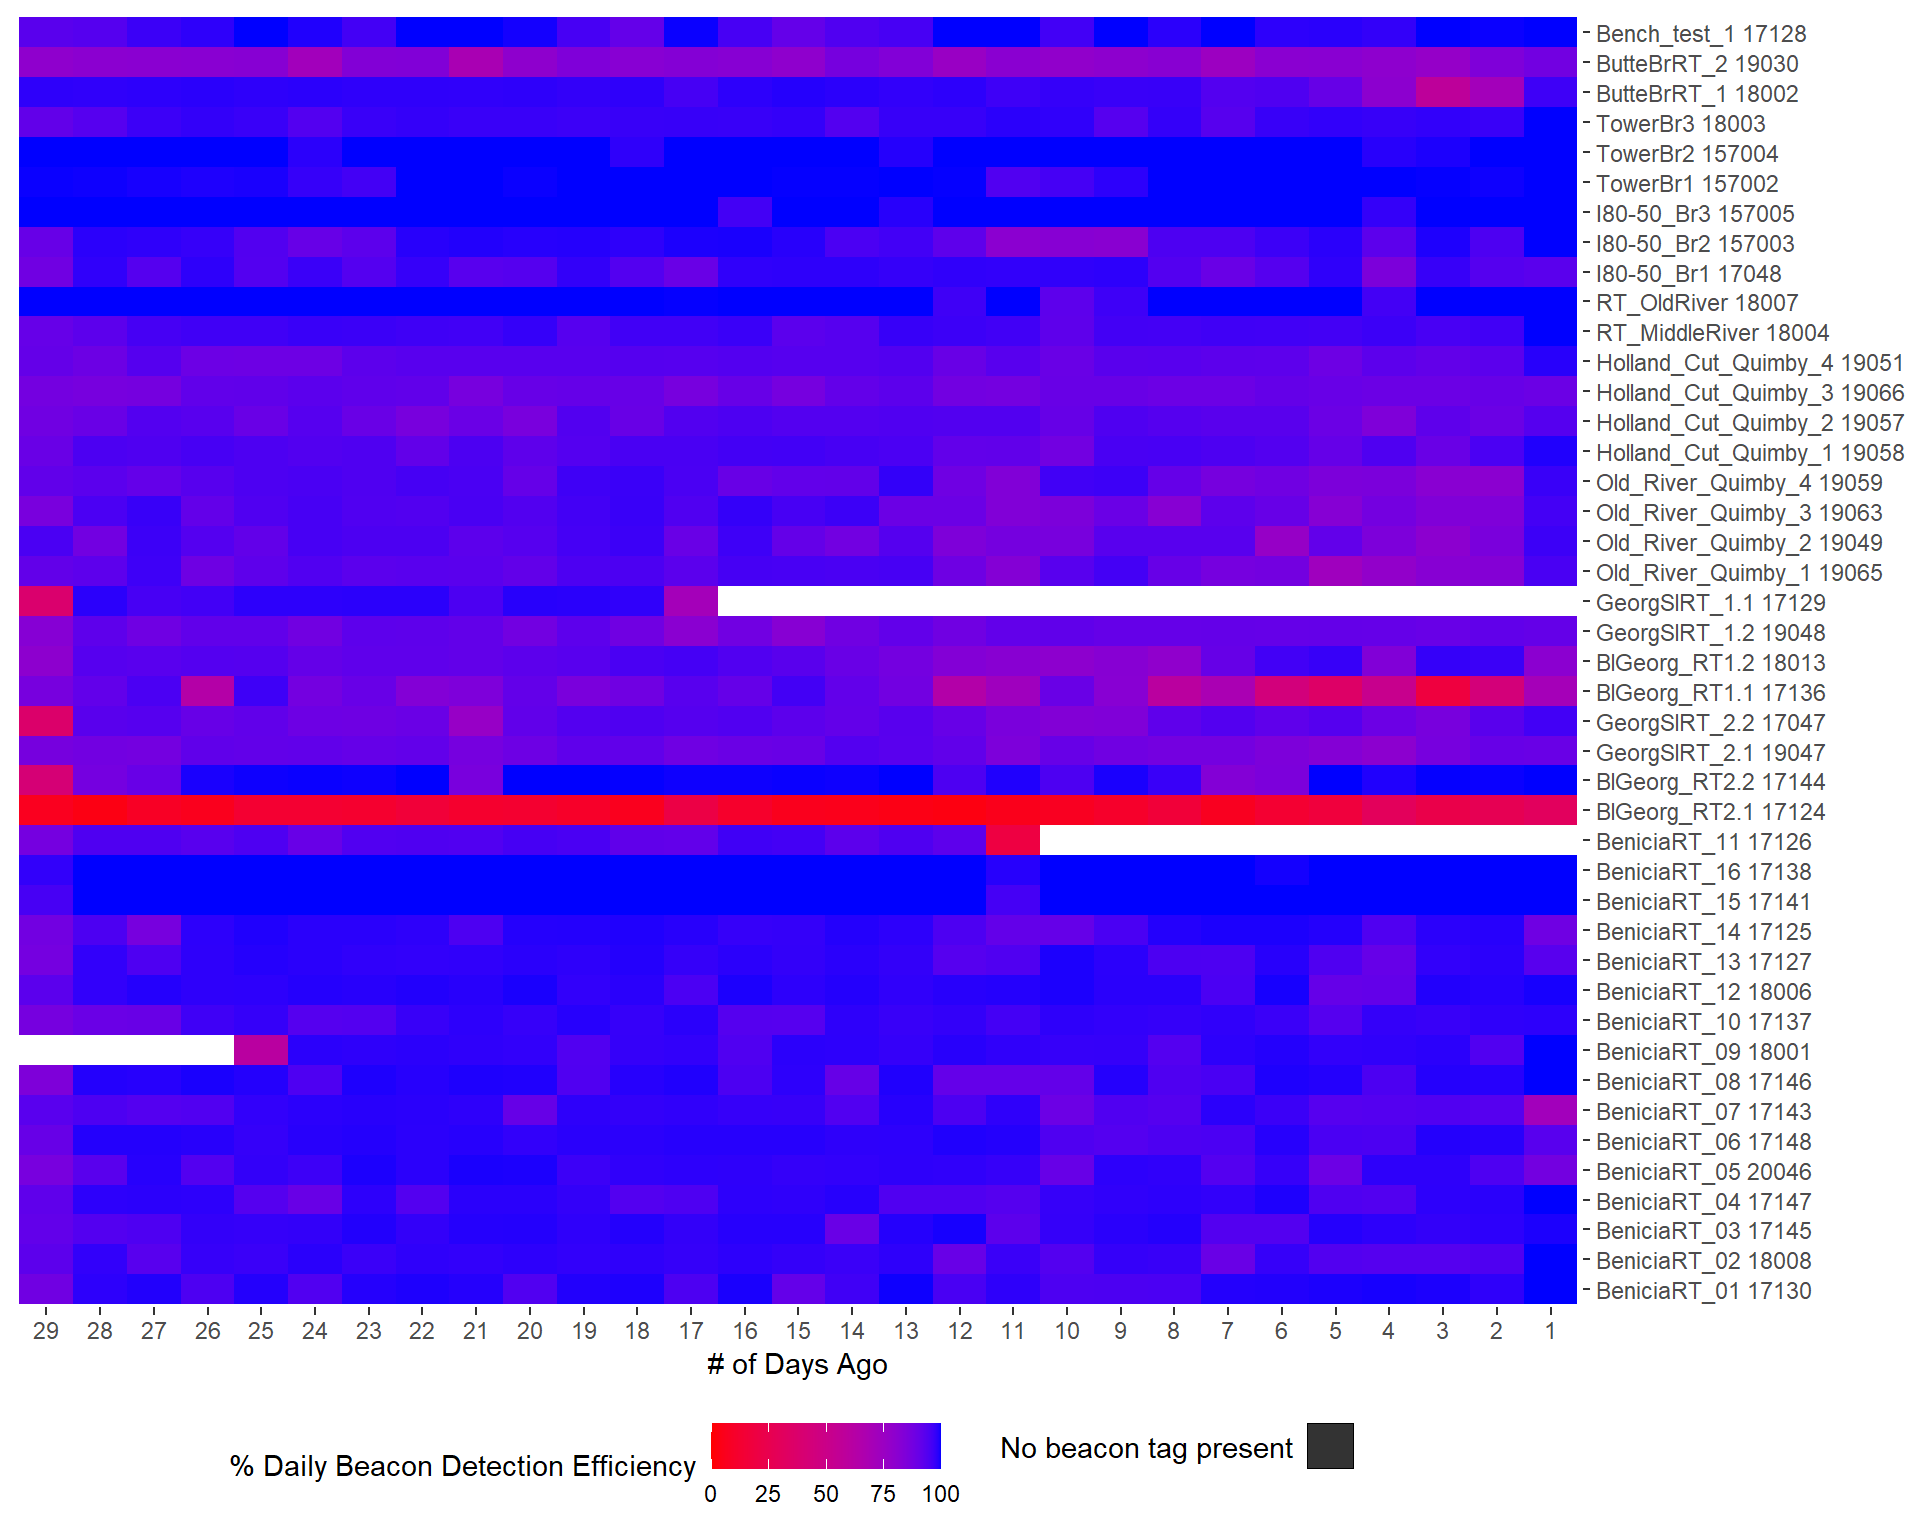 Bench_test_1 17128
ButteBrRT_2 19030
ButteBrRT_1 18002
TowerBr3 18003
TowerBr2 157004
TowerBr1 157002
I80-50_Br3 157005
I80-50_Br2 157003
I80-50_Br1 17048
RT_OldRiver 18007
RT_MiddleRiver 18004
Holland_Cut_Quimby_4 19051
Holland_Cut_Quimby_3 19066
Holland_Cut_Quimby_2 19057
Holland_Cut_Quimby_1 19058
Old_River_Quimby_4 19059
Old_River_Quimby_3 19063
Old_River_Quimby_2 19049
Old_River_Quimby_1 19065
GeorgSlRT_1.1 17129
GeorgSlRT_1.2 19048
BlGeorg_RT1.2 18013
BlGeorg_RT1.1 17136
GeorgSlRT_2.2 17047
GeorgSlRT_2.1 19047
BlGeorg_RT2.2 17144
BlGeorg_RT2.1 17124
BeniciaRT_11 17126
BeniciaRT_16 17138
BeniciaRT_15 17141
BeniciaRT_14 17125
BeniciaRT_13 17127
BeniciaRT_12 18006
BeniciaRT_10 17137
BeniciaRT_09 18001
BeniciaRT_08 17146
BeniciaRT_07 17143
BeniciaRT_06 17148
BeniciaRT_05 20046
BeniciaRT_04 17147
BeniciaRT_03 17145
BeniciaRT_02 18008
BeniciaRT_01 17130
29 28 27 26 25 24 23 22 21 20 19 18 17 16 15 14 13 12 11 10 9 8 7 6 5 4 3 2 1
# of Days Ago
% Daily Beacon Detection Efficiency
0 25 50 75 100
No beacon tag present